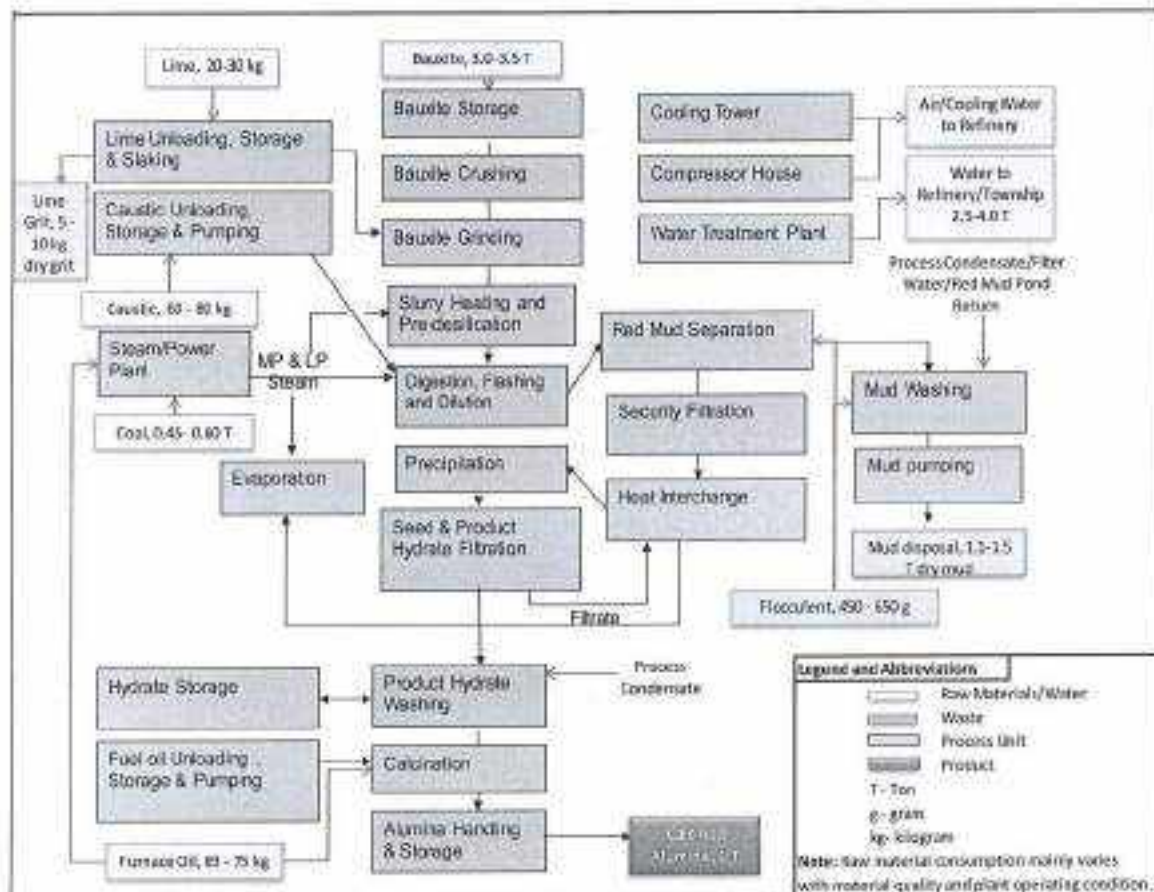 Lime, 20-30 kg
Bauxite, 3.0-3.5 T
Lime Unloading, Storage
& Slaking
Bauxite Storage
Cooling Tower
Air/Cooling Water
to Refinery
Lime
Grit, 5 -
10 kg
dry grit
Caustic Unloading,
Storage & Pumping
Bauxite Crushing
Compressor House
Water to
Refinery/Township
2.5-4.0 T
Bauxite Grinding
Water Treatment Plant
Process Condensate/Filter
Water/Red Mud Pond
Return
Caustic, 60 - 80 kg
Slurry Heating and
Pre-desilication
Red Mud Separation
Steam/Power
Plant
MP & LP
Steam
Digestion, Flashing
and Dilution
Mud Washing
Coal, 0.45- 0.60 T
Security Filtration
Evaporation
Precipitation
Heat Interchange
Mud pumping
Seed & Product
Hydrate Filtration
Mud disposal, 1.1-1.5
T dry mud
Filtrate
Flocculent, 450 - 650 g
Hydrate Storage
Product Hydrate
Washing
Process
Condensate
Fuel oil Unloading,
Storage & Pumping
Calcination
Alumina Handling
& Storage
Furnace Oil, 65 - 75 kg
Legend and Abbreviations
Raw Materials/Water
Waste
Process Unit
Product
T - Ton
g - gram
kg- kilogram
Note: Raw material consumption mainly varies
with material quality and plant operating condition